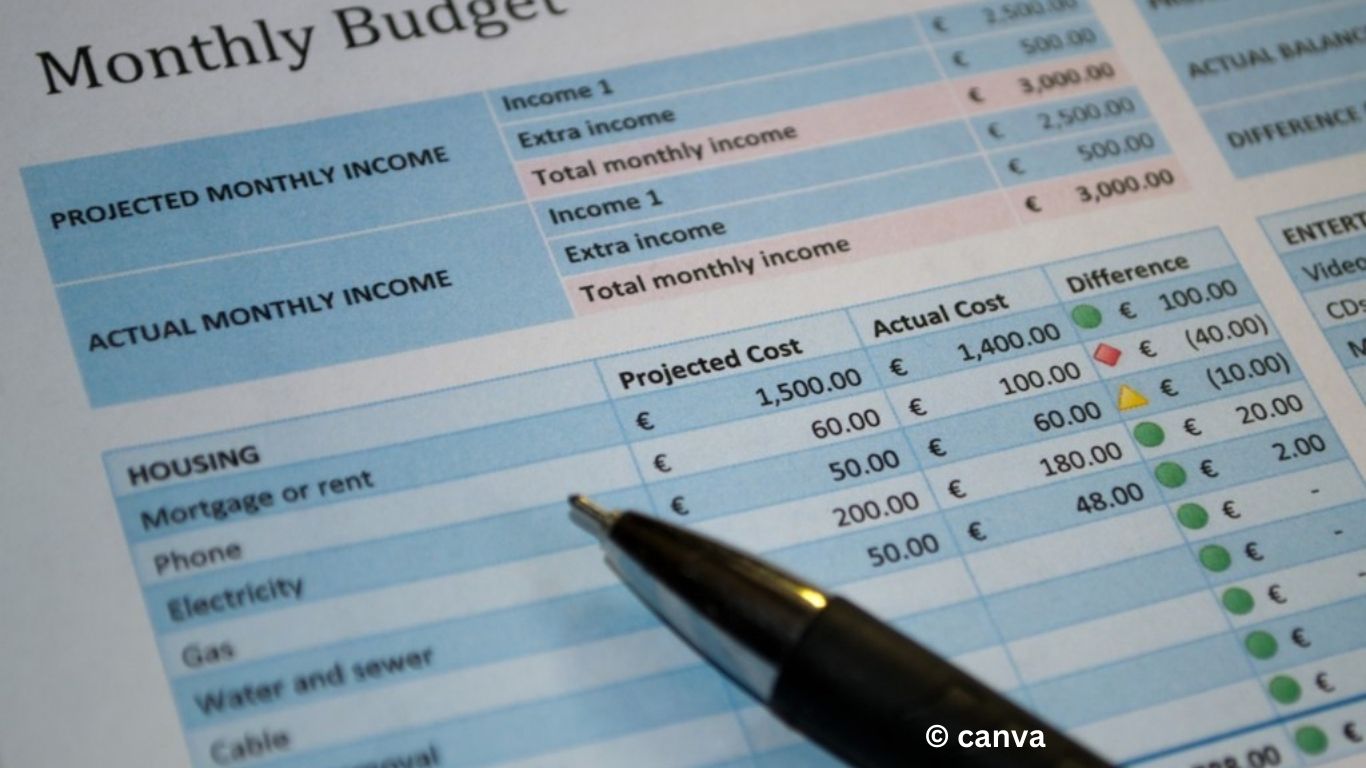 Monthly Budget
PROJECTED MONTHLY INCOME
Income 1 € 2,500.00
Extra income € 500.00
Total monthly income € 3,000.00
ACTUAL MONTHLY INCOME
Income 1 € 2,500.00
Extra income € 500.00
Total monthly income € 3,000.00
ACTUAL BALANC
DIFFERENCE
HOUSING Projected Cost Actual Cost Difference
Mortgage or rent € 1,500.00 € 1,400.00 € 100.00
Phone € 60.00 € 100.00 € (40.00)
Electricity € 50.00 € 60.00 € (10.00)
Gas 200.00 € 180.00 € 20.00
Water and sewer 50.00 € 48.00 € 2.00
Cable € -
€ -
€ -
€
€
€
ENTERT
Video
CDs
M
© canva